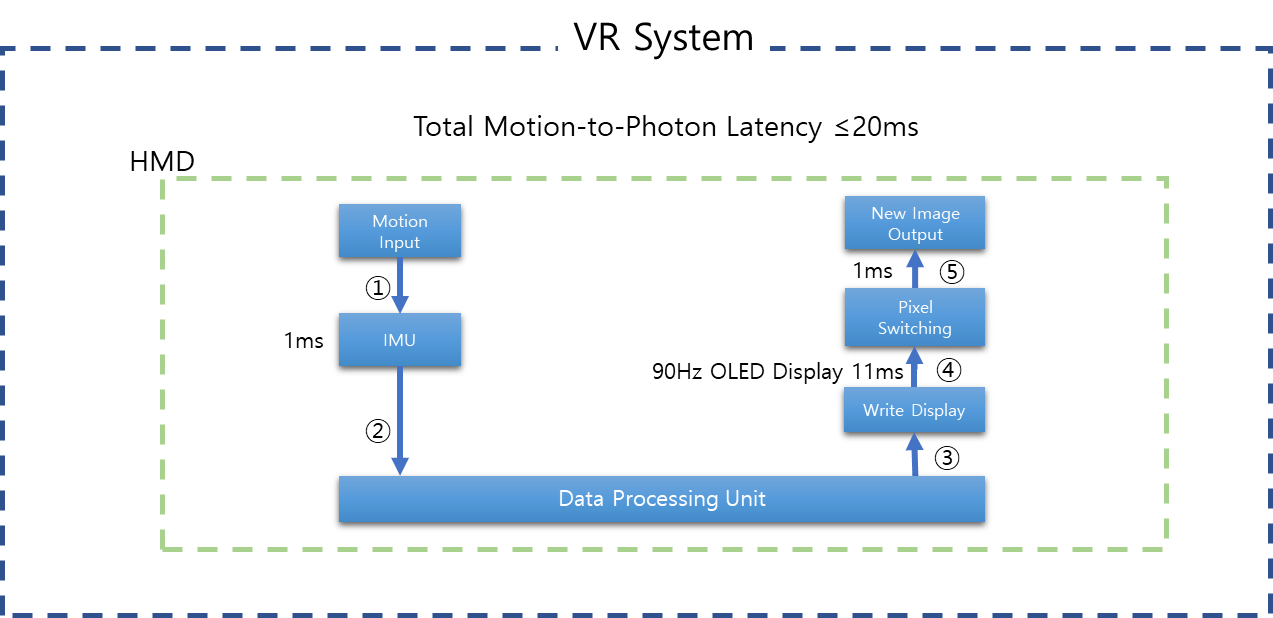 VR System
Total Motion-to-Photon Latency ≤20ms
HMD
Motion
Input
①
1ms
IMU
②
Data Processing Unit
③
Write Display
90Hz OLED Display 11ms
④
Pixel
Switching
1ms
⑤
New Image
Output